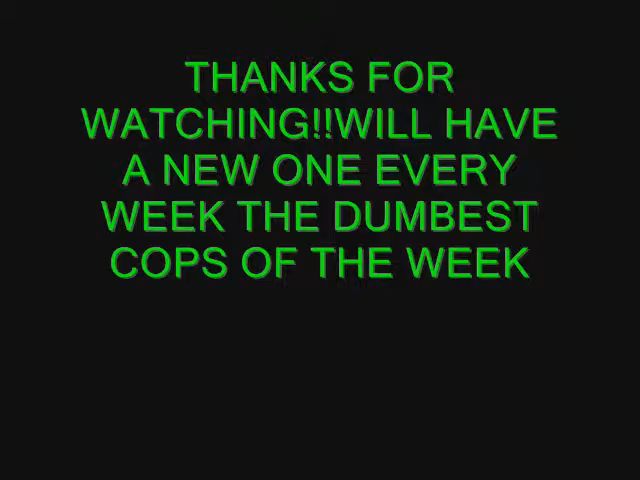 THANKS FOR
WATCHING!!WILL HAVE
A NEW ONE EVERY
WEEK THE DUMBEST
COPS OF THE WEEK